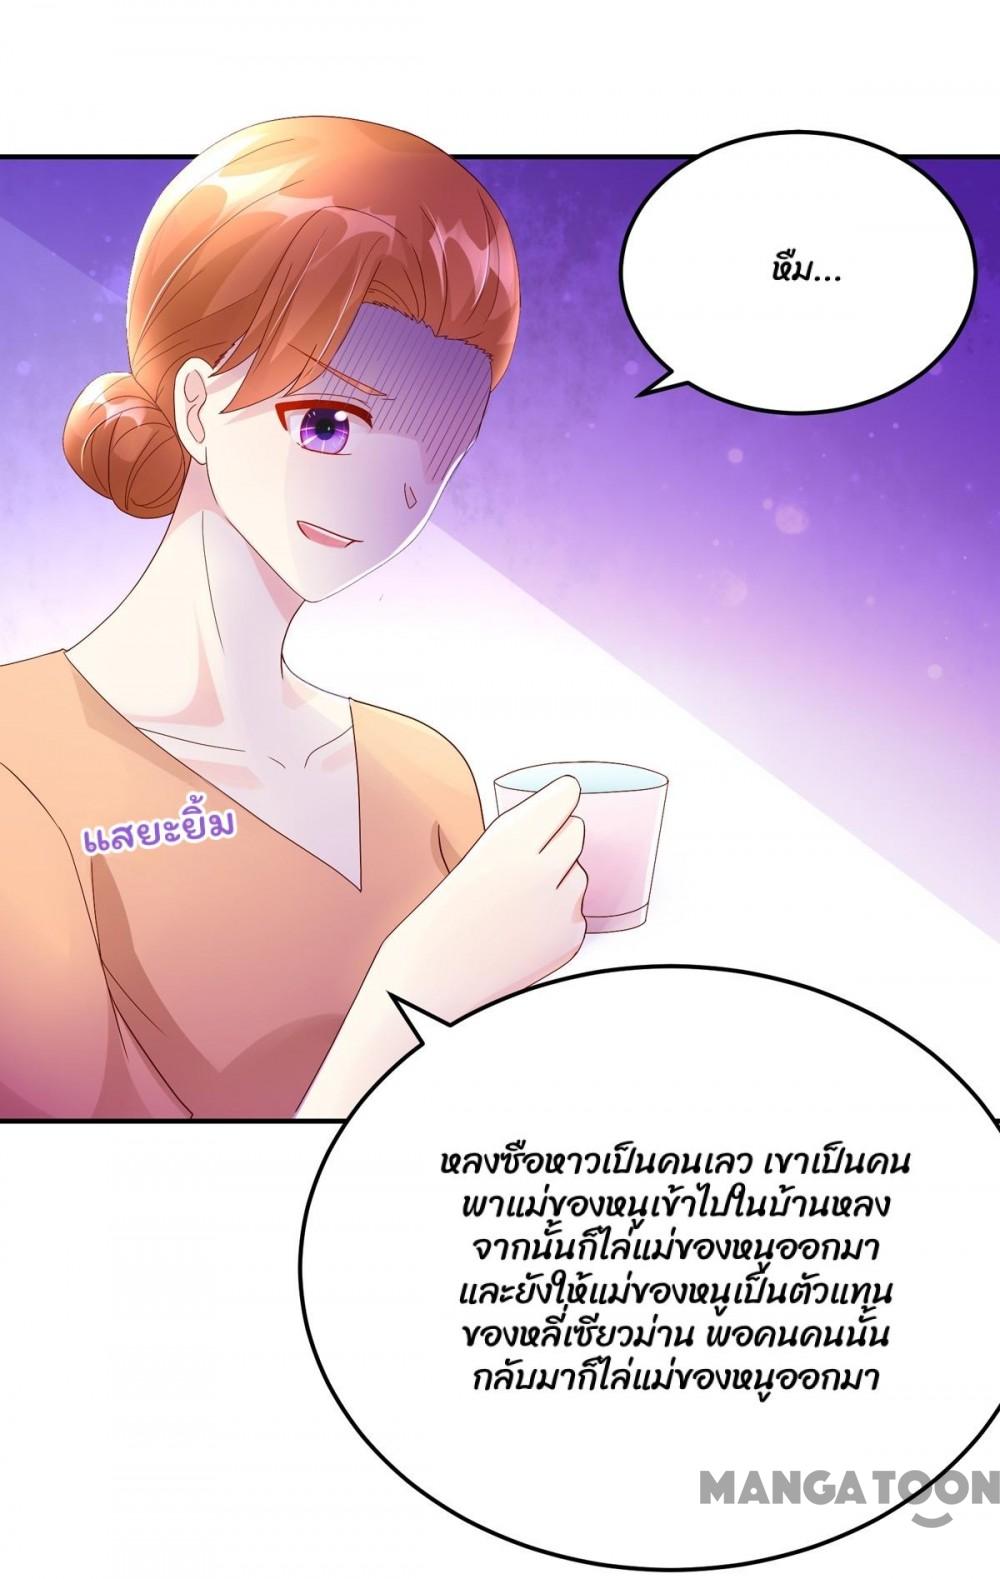 หืม...
แสยะยิ้ม
หลงซือหาวเป็นคนเลว เขาเป็นคน
พาแม่ของหนูเข้าไปในบ้านหลง
จากนั้นก็ไล่แม่ของหนูออกมา
และยังให้แม่ของหนูเป็นตัวแทน
ของหลี่เซียวม่าน พอคนคนนั้น
กลับมาก็ไล่แม่ของหนูออกมา
MANGATOON